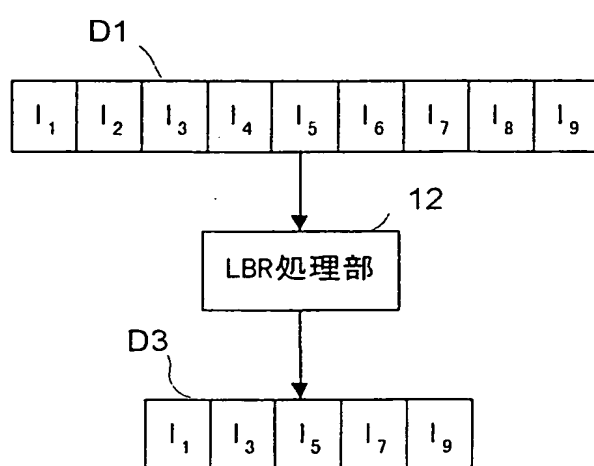 D1
I₁ I₂ I₃ I₄ I₅ I₆ I₇ I₈ I₉
12
LBR処理部
D3
I₁ I₃ I₅ I₇ I₉